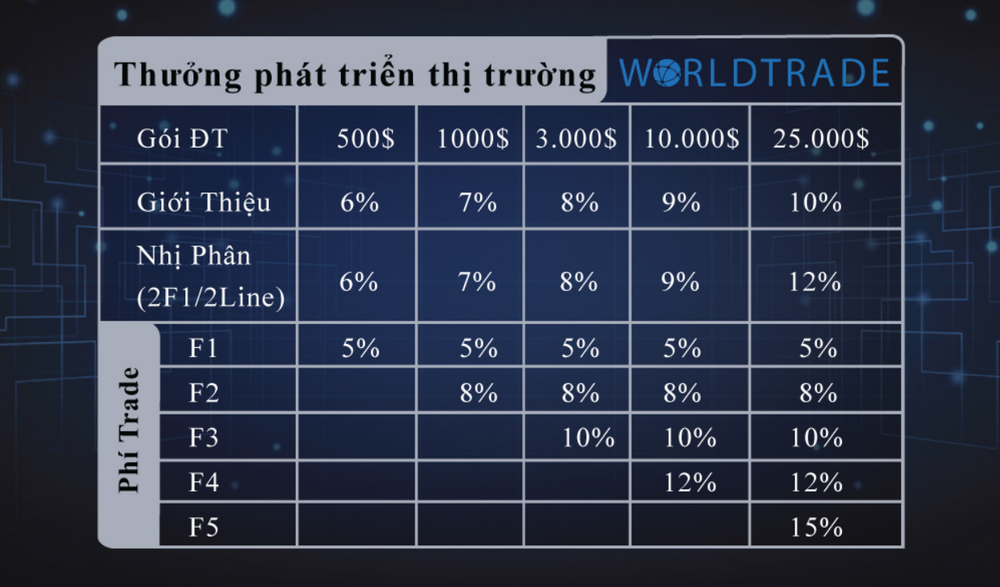 Thưởng phát triển thị trường WORLDTRADE
Gói ĐT 500$ 1000$ 3.000$ 10.000$ 25.000$
Giới Thiệu 6% 7% 8% 9% 10%
Nhị Phân
(2F1/2Line) 6% 7% 8% 9% 12%
Phí Trade
F1 5% 5% 5% 5% 5%
F2 8% 8% 8% 8%
F3 10% 10% 10%
F4 12% 12%
F5 15%